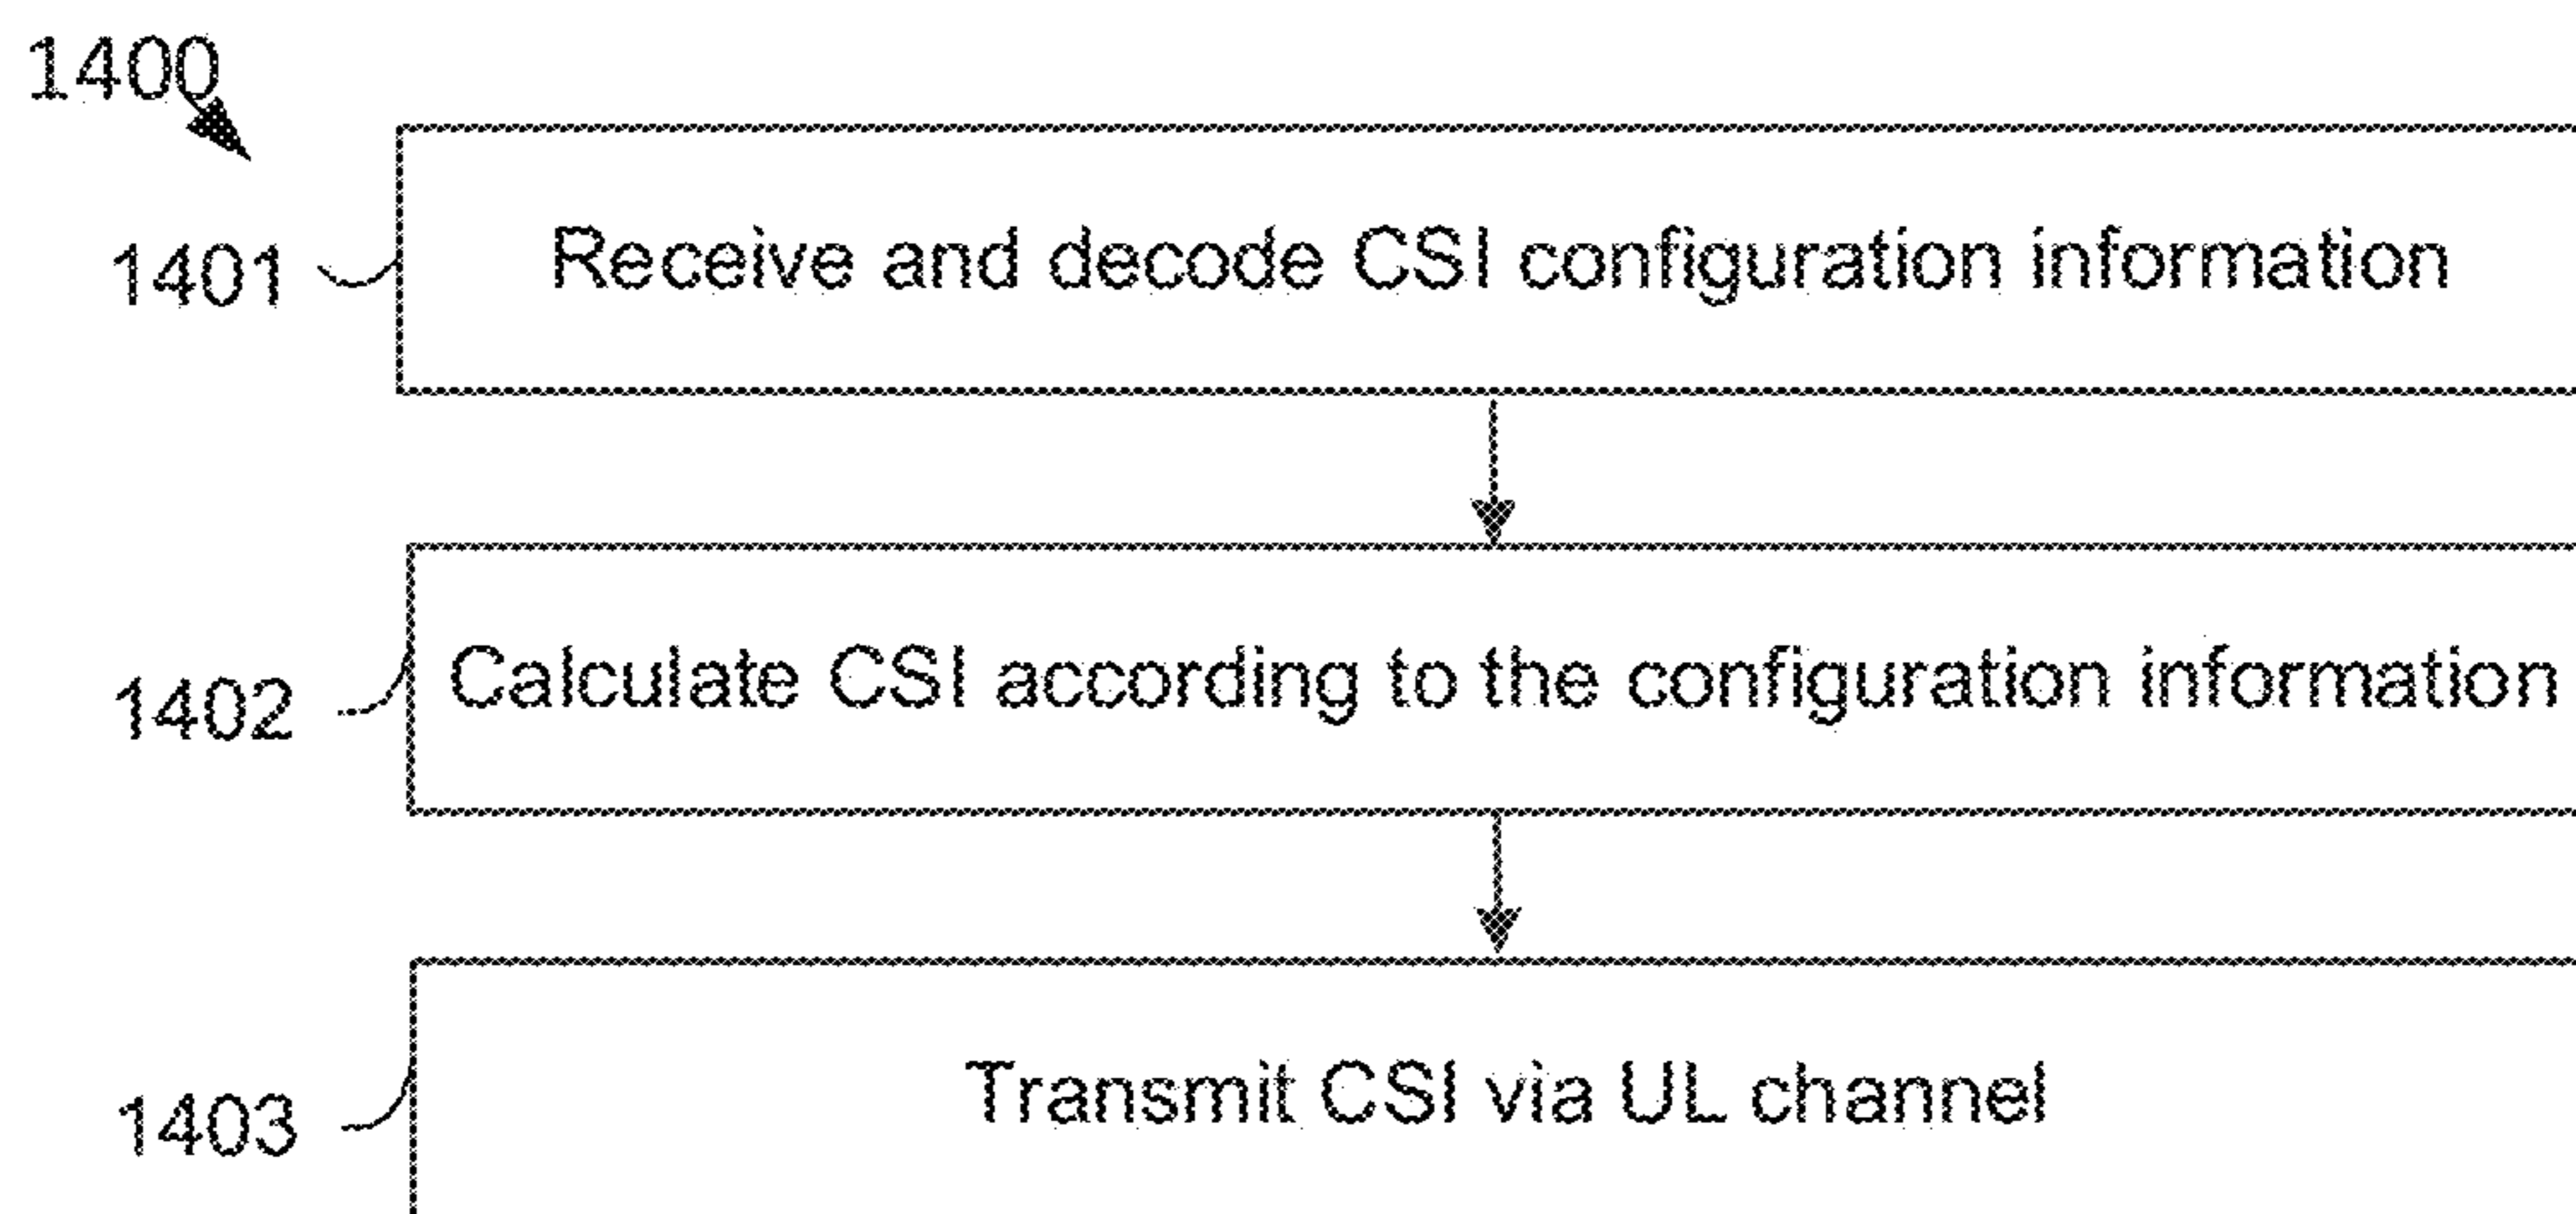 1400
1401 Receive and decode CSI configuration information
1402 Calculate CSI according to the configuration information
1403 Transmit CSI via UL channel